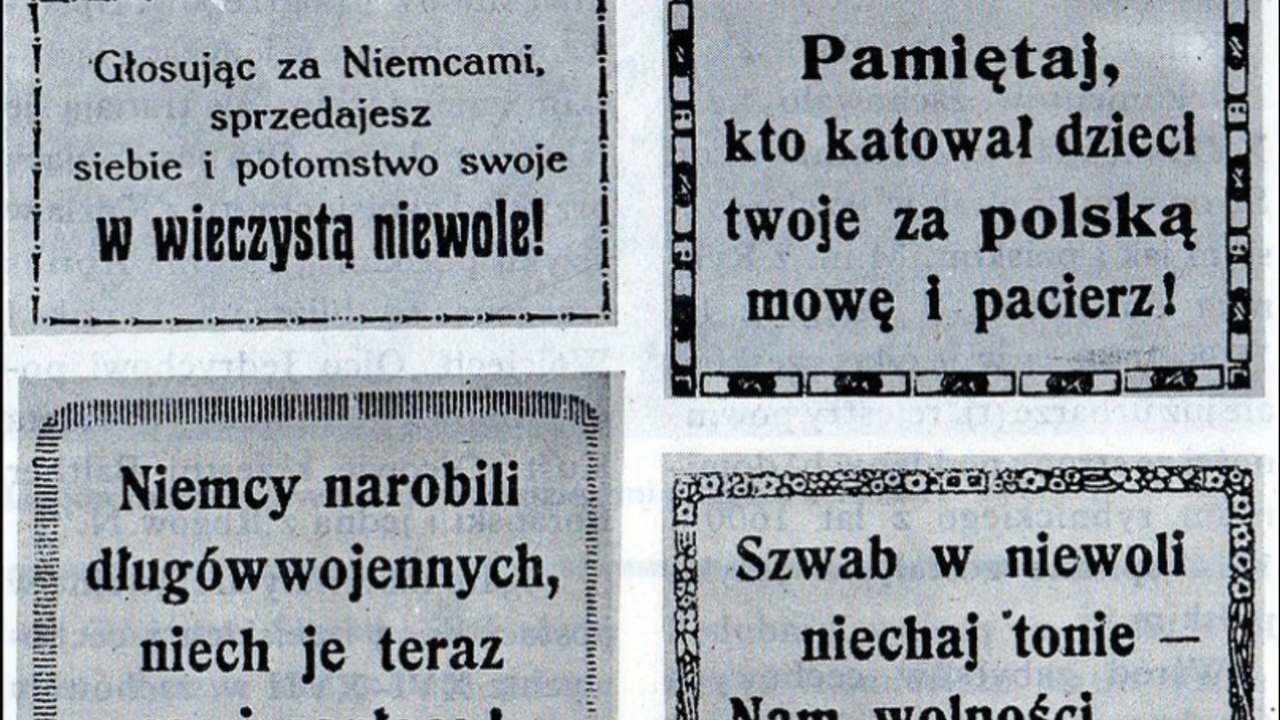 Głosując za Niemcami,
sprzedajesz
siebie i potomstwo swoje
w wieczystą niewole!
Pamiętaj,
kto katował dzieci
twoje za polską
mowę i pacierz!
Niemcy narobili
długów wojennych,
niech je teraz
Szwab w niewoli
niechaj tonie —
Nam wolności